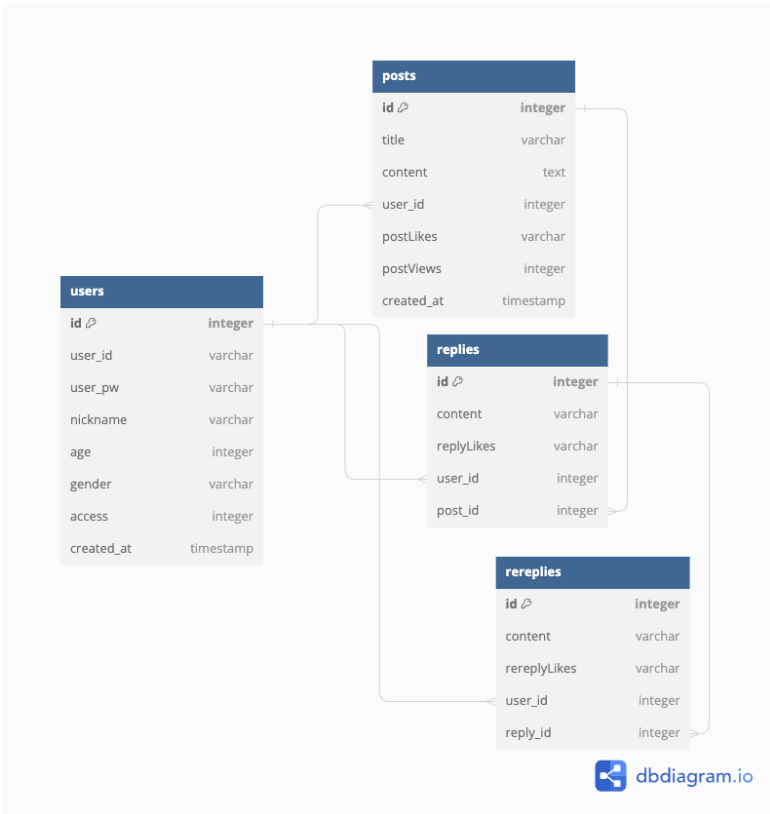 posts
id integer
title varchar
content text
user_id integer
postLikes varchar
postViews integer
created_at timestamp
users
id integer
user_id varchar
user_pw varchar
nickname varchar
age integer
gender varchar
access integer
created_at timestamp
replies
id integer
content varchar
replyLikes varchar
user_id integer
post_id integer
rereplies
id integer
content varchar
rereplyLikes varchar
user_id integer
reply_id integer
dbdiagram.io